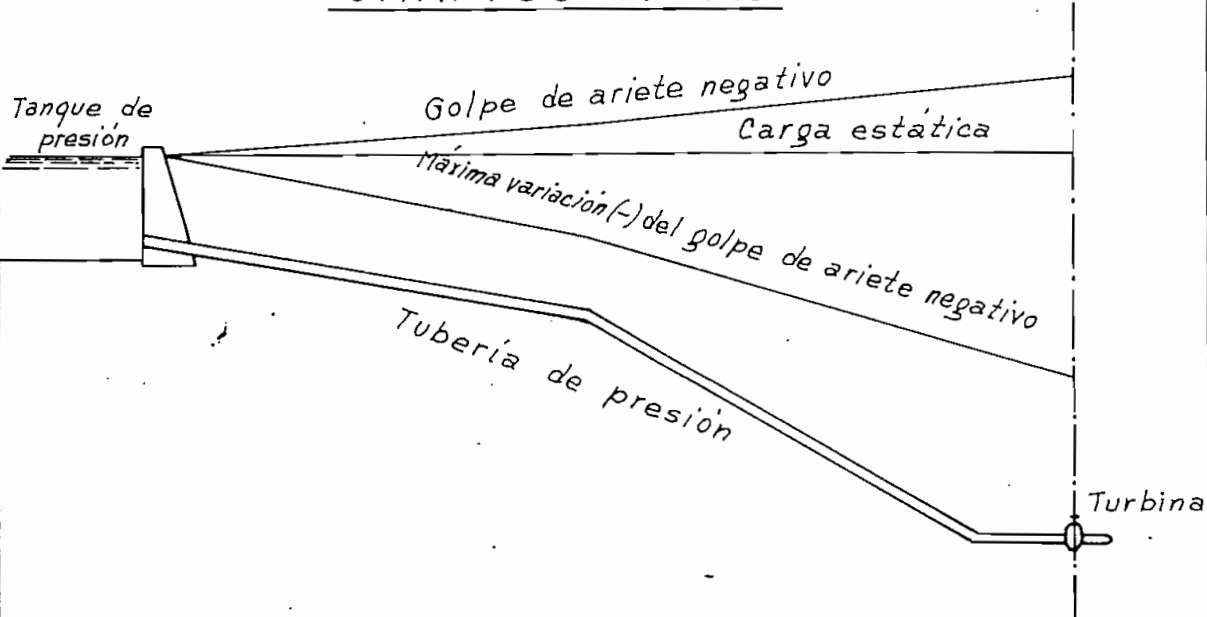 Tanque de
presión
Golpe de ariete negativo
Carga estática
Máxima variación (-) del golpe de ariete negativo
Tubería de presión
Turbina